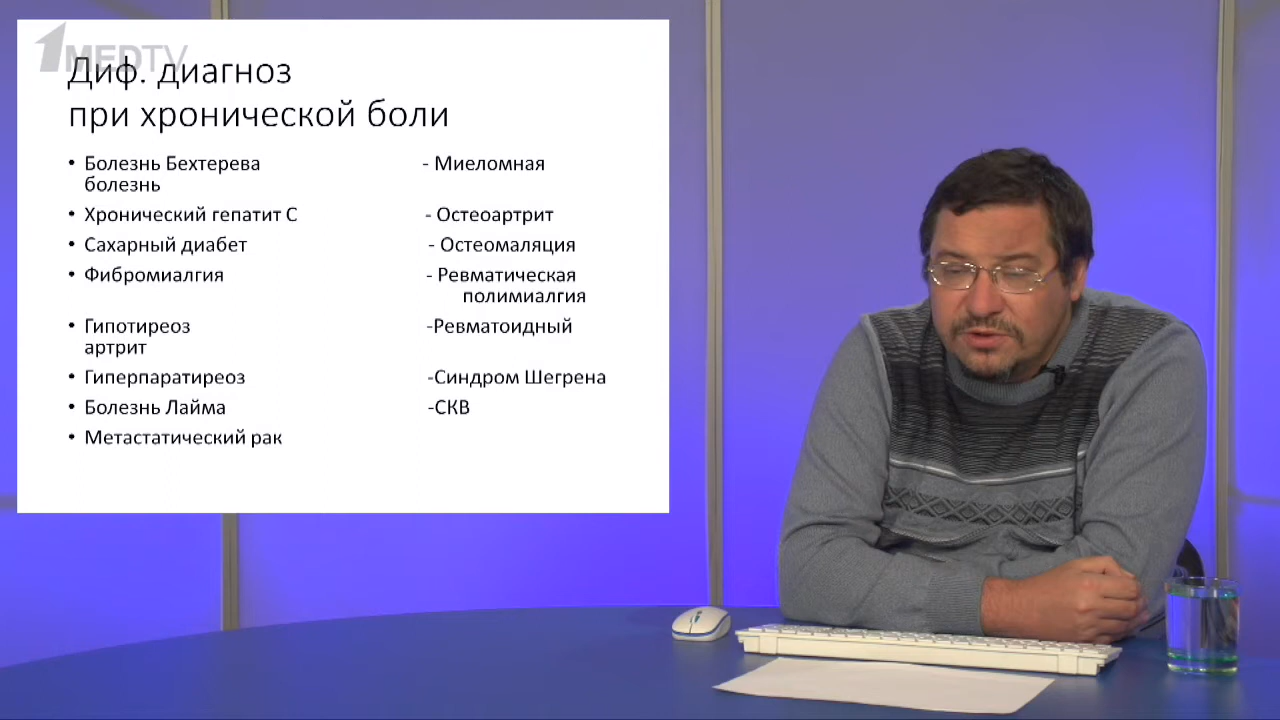 1MEDTV
Диф. диагноз
при хронической боли
• Болезнь Бехтерева - Миеломная
болезнь
• Хронический гепатит С - Остеоартрит
• Сахарный диабет - Остеомаляция
• Фибромиалгия - Ревматическая
полимиалгия
• Гипотиреоз -Ревматоидный
артрит
• Гиперпаратиреоз -Синдром Шегрена
• Болезнь Лайма -СКВ
• Метастатический рак